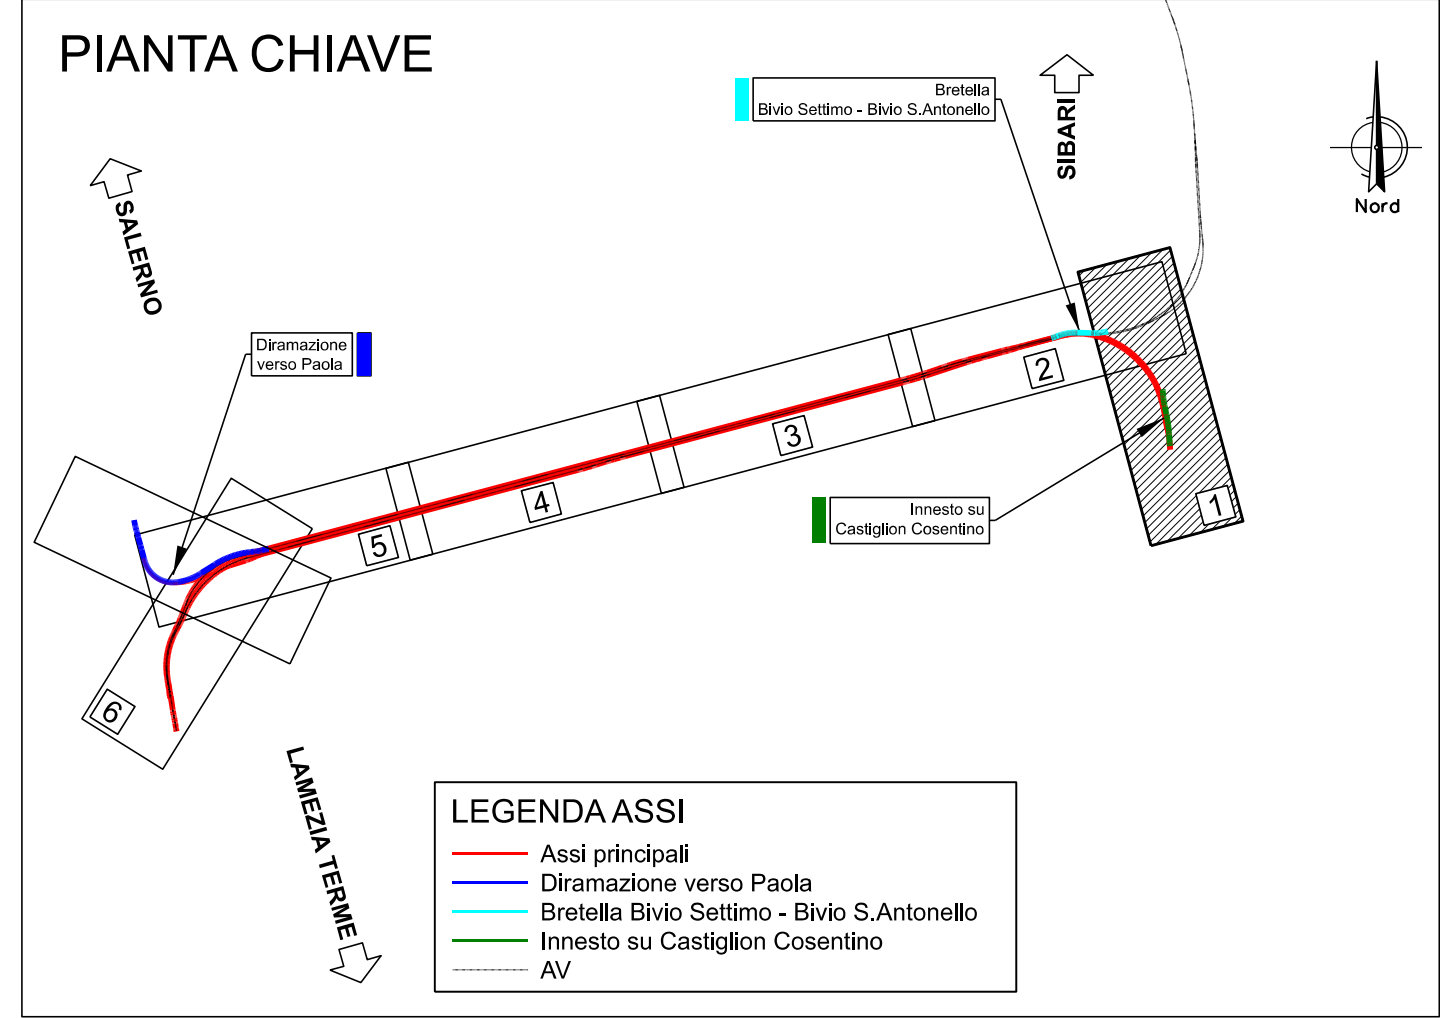 PIANTA CHIAVE
Bretella
Bivio Settimo - Bivio S.Antonello
SIBARI
Nord
SALERNO
Diramazione
verso Paola
2
3
4
5
1
Innesto su
Castiglion Cosentino
6
LAMEZIA TERME
LEGENDA ASSI
Assi principali
Diramazione verso Paola
Bretella Bivio Settimo - Bivio S.Antonello
Innesto su Castiglion Cosentino
AV